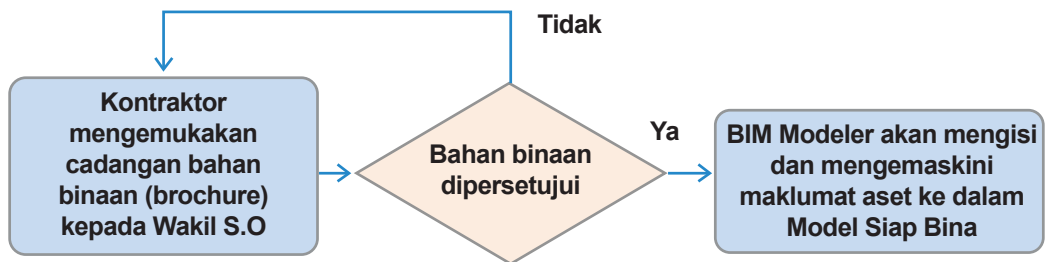 Tidak
Kontraktor
mengemukakan
cadangan bahan
binaan (brochure)
kepada Wakil S.O
Bahan binaan
dipersetujui
Ya
BIM Modeler akan mengisi
dan mengemaskini
maklumat aset ke dalam
Model Siap Bina